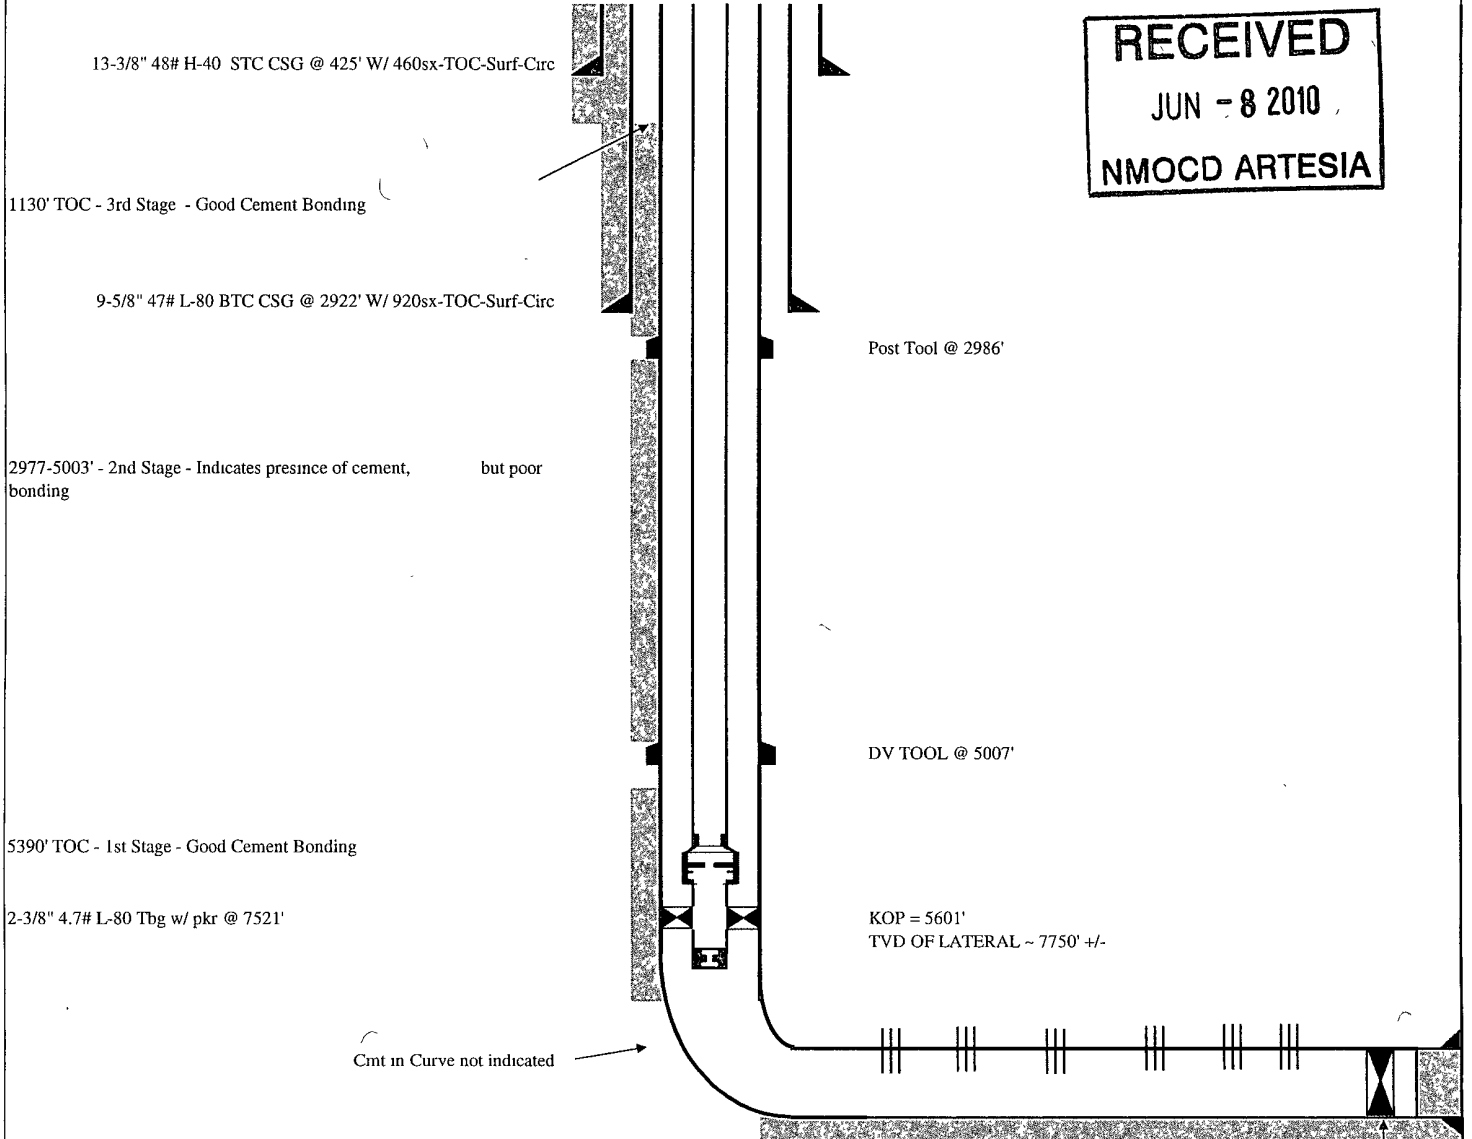 13-3/8" 48# H-40 STC CSG @ 425' W/ 460sx-TOC-Surf-Circ
RECEIVED
JUN - 8 2010
NMOCD ARTESIA
1130' TOC - 3rd Stage - Good Cement Bonding
9-5/8" 47# L-80 BTC CSG @ 2922' W/ 920sx-TOC-Surf-Circ
Post Tool @ 2986'
2977-5003' - 2nd Stage - Indicates presince of cement, but poor
bonding
DV TOOL @ 5007'
5390' TOC - 1st Stage - Good Cement Bonding
2-3/8" 4.7# L-80 Tbg w/ pkr @ 7521'
KOP = 5601'
TVD OF LATERAL ~ 7750' +/-
Cmt in Curve not indicated